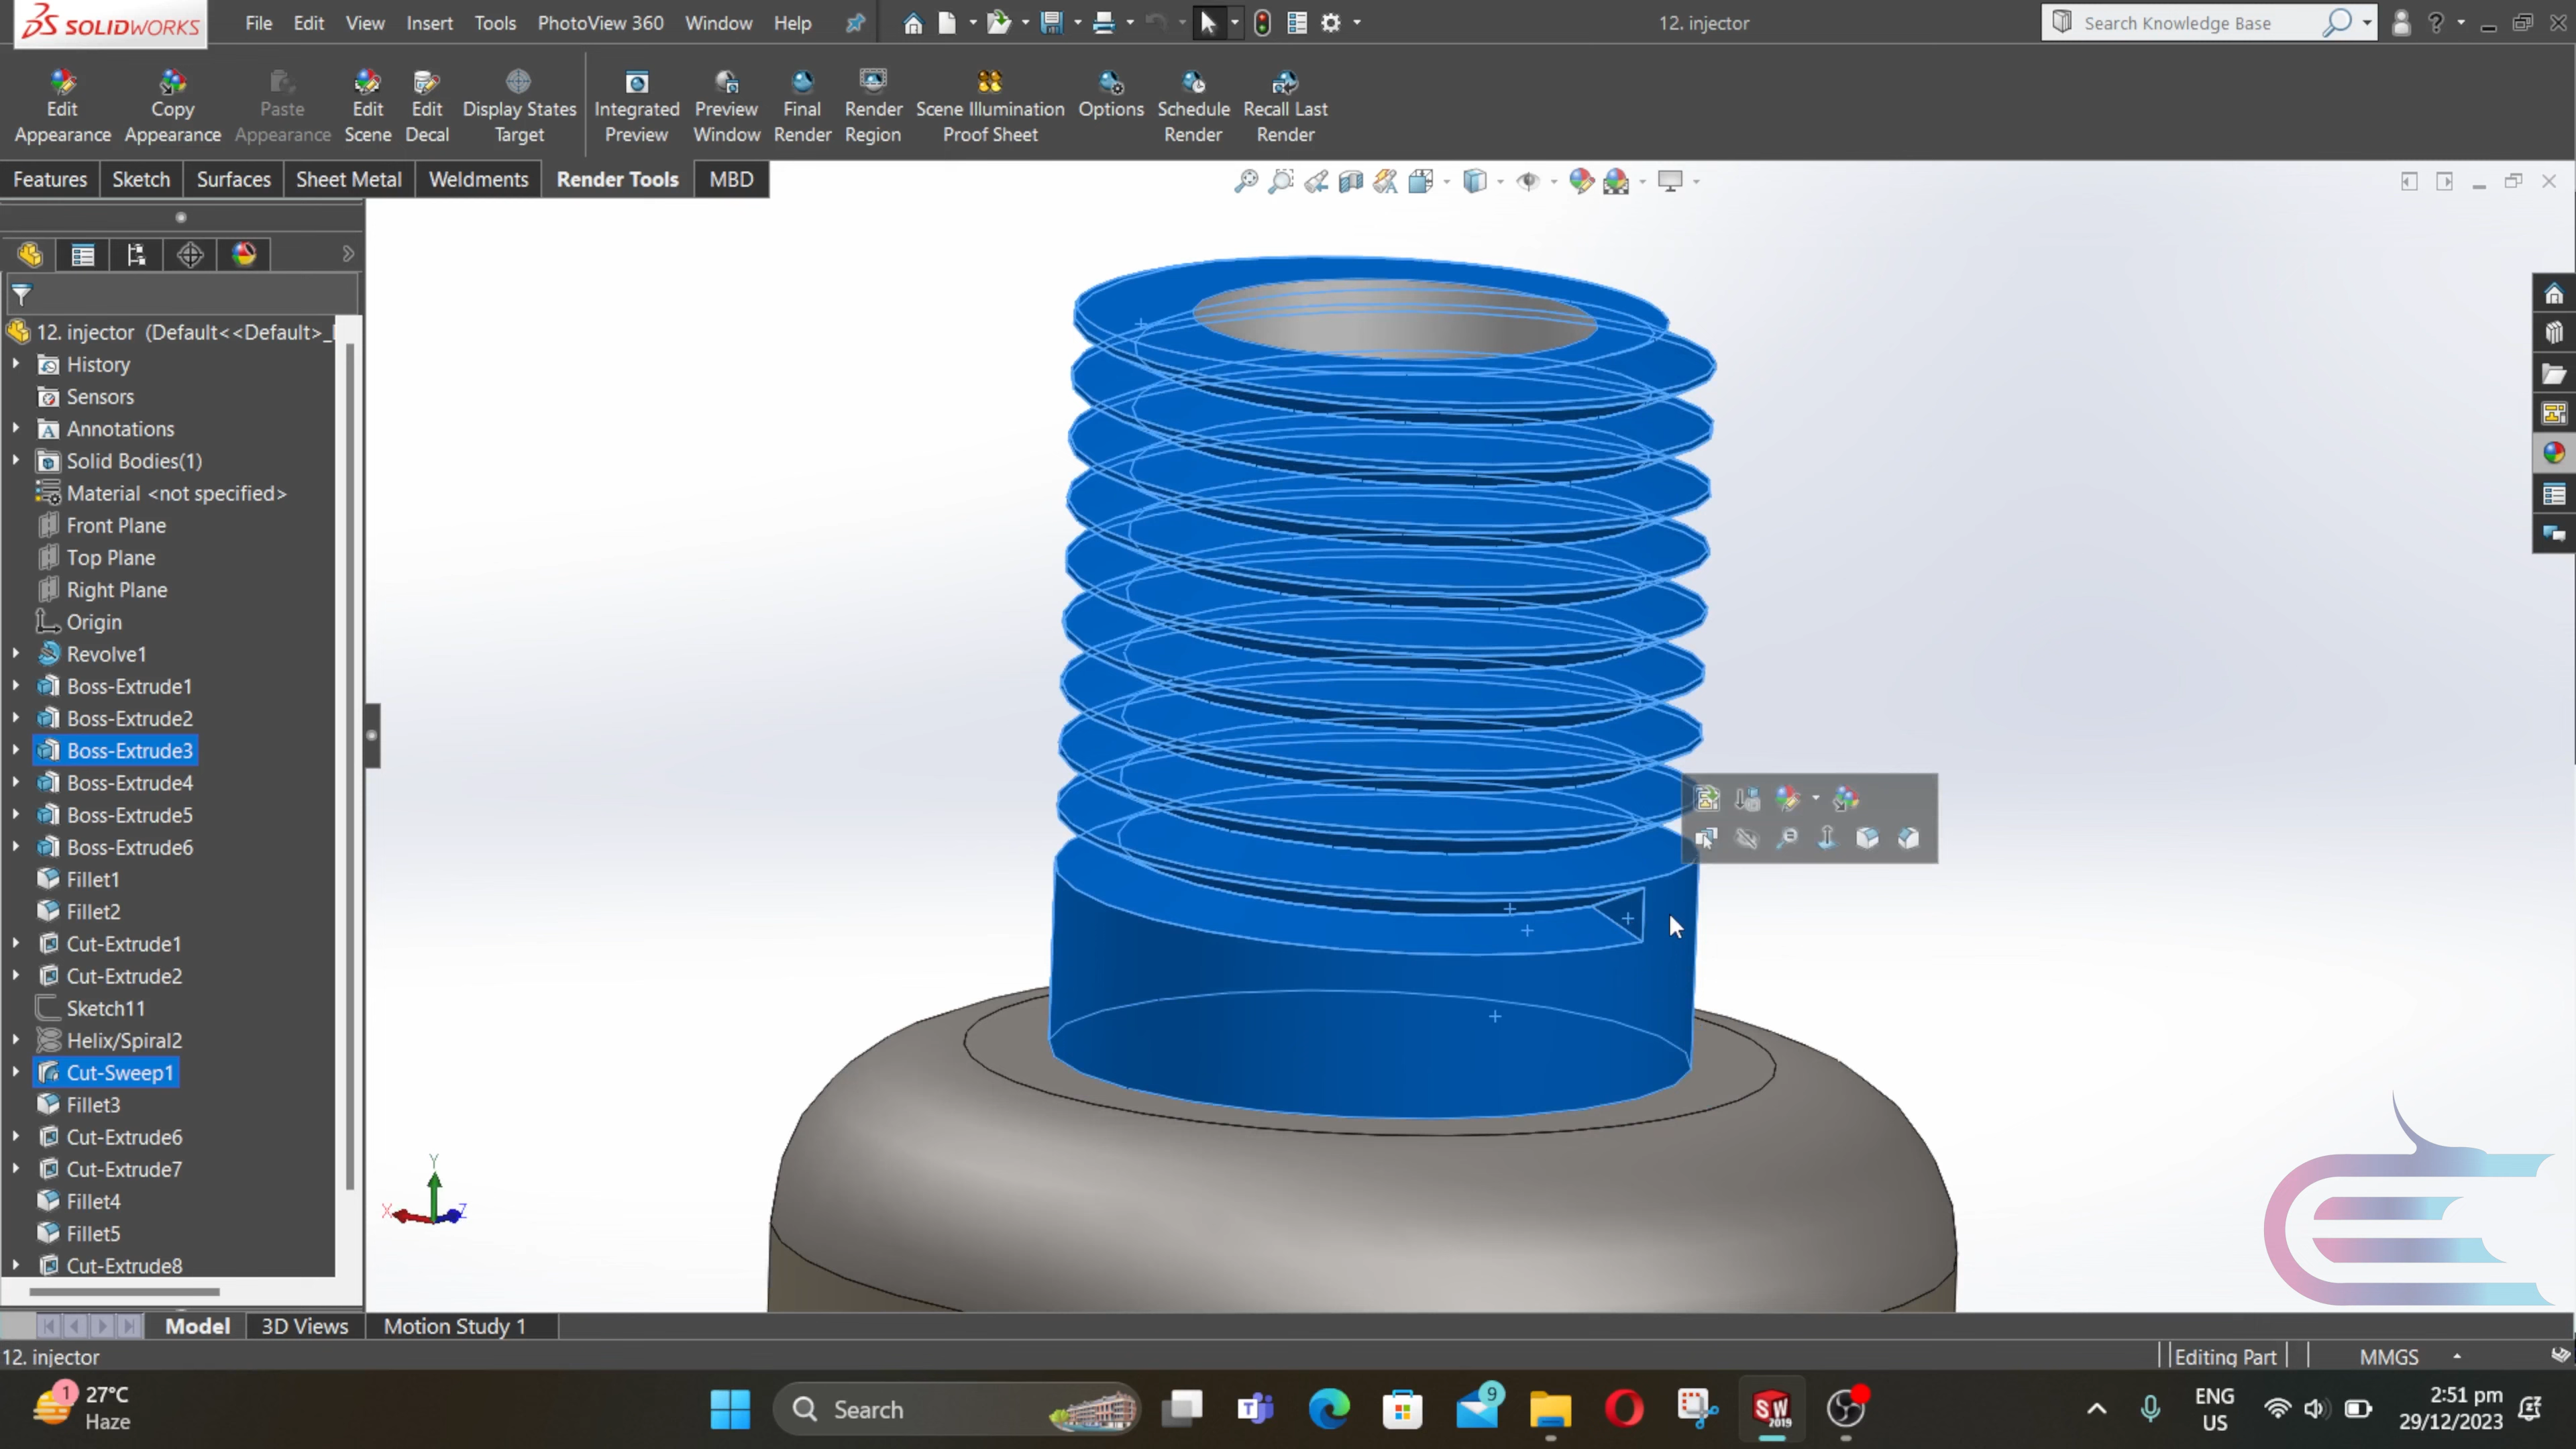 SOLIDWORKS File Edit View Insert Tools PhotoView 360 Window Help 12. injector Search Knowledge Base
Edit Appearance
Copy Appearance
Paste Appearance
Edit Scene
Edit Decal
Display States Target
Integrated Preview
Preview Window
Final Render
Render Region
Scene Illumination Proof Sheet
Options
Schedule Render
Recall Last Render
Features Sketch Surfaces Sheet Metal Weldments Render Tools MBD
12. injector (Default<<Default>_
History
Sensors
Annotations
Solid Bodies(1)
Material <not specified>
Front Plane
Top Plane
Right Plane
Origin
Revolve1
Boss-Extrude1
Boss-Extrude2
Boss-Extrude3
Boss-Extrude4
Boss-Extrude5
Boss-Extrude6
Fillet1
Fillet2
Cut-Extrude1
Cut-Extrude2
Sketch11
Helix/Spiral2
Cut-Sweep1
Fillet3
Cut-Extrude6
Cut-Extrude7
Fillet4
Fillet5
Cut-Extrude8
Y
X Z
Model 3D Views Motion Study 1
12. injector Editing Part MMGS
1 27°C
Haze
Search
9
SW
2019
ENG
US
2:51 pm
29/12/2023